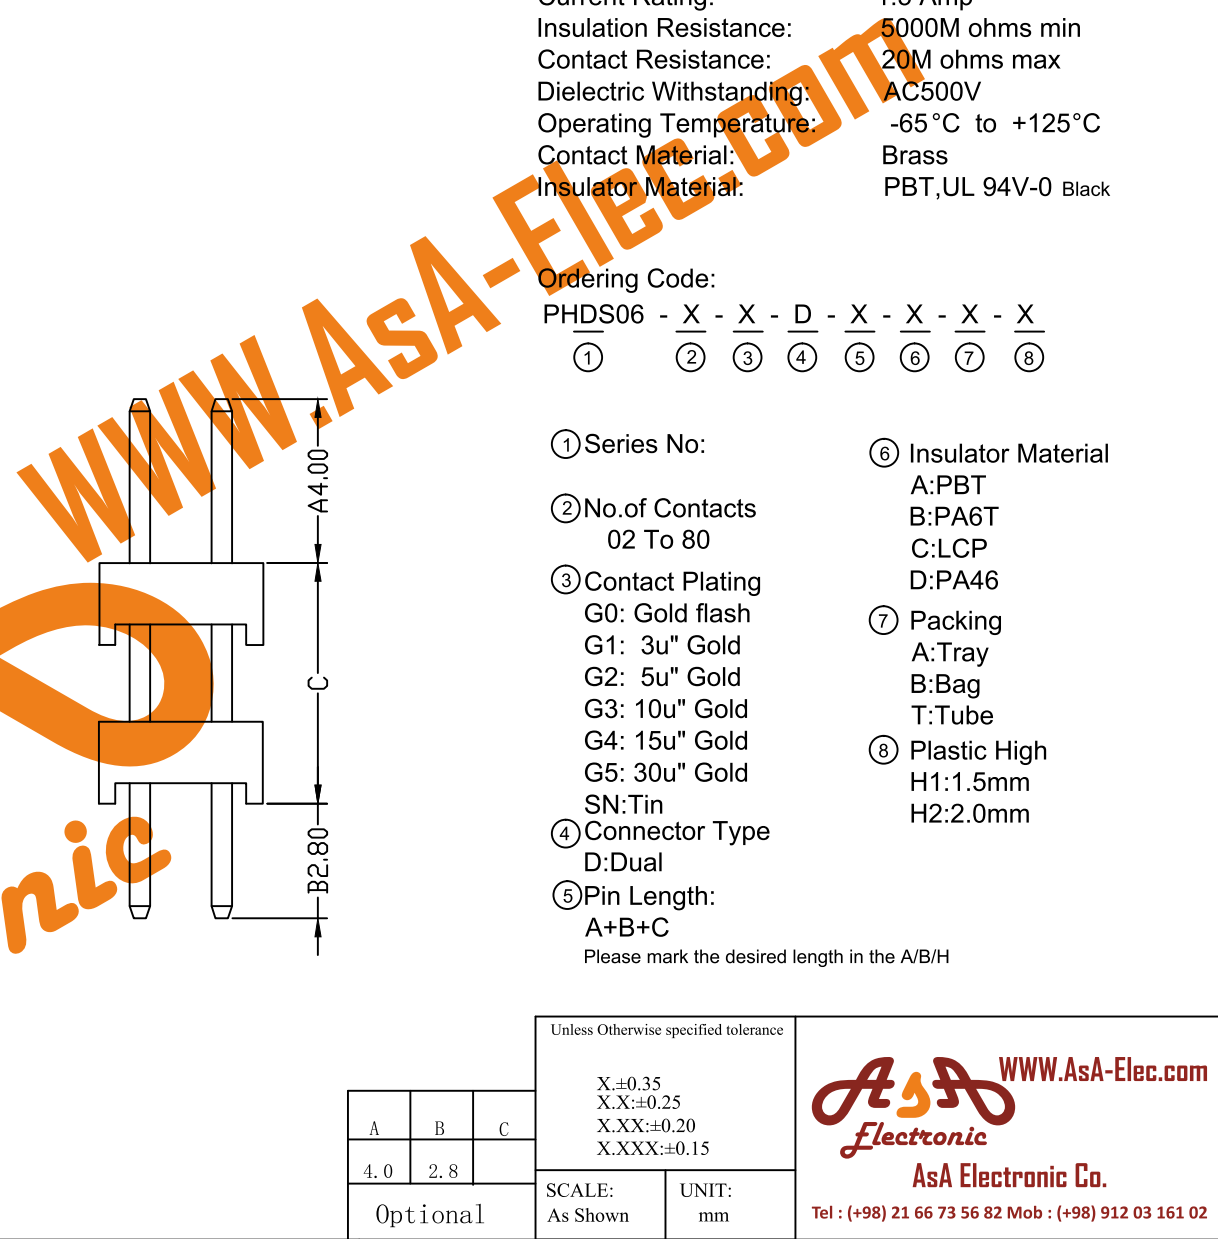 Insulation Resistance: 5000M ohms min
Contact Resistance: 20M ohms max
Dielectric Withstanding: AC500V
Operating Temperature: -65°C to +125°C
Contact Material: Brass
Insulator Material: PBT,UL 94V-0 Black
WWW.AsA-Elec.com
Ordering Code:
PHDS06 - X - X - D - X - X - X - X
1 2 3 4 5 6 7 8
A4.00
C
B2.80
nic
1 Series No:
2 No.of Contacts
02 To 80
3 Contact Plating
G0: Gold flash
G1: 3u" Gold
G2: 5u" Gold
G3: 10u" Gold
G4: 15u" Gold
G5: 30u" Gold
SN:Tin
4 Connector Type
D:Dual
5 Pin Length:
A+B+C
Please mark the desired length in the A/B/H
6 Insulator Material
A:PBT
B:PA6T
C:LCP
D:PA46
7 Packing
A:Tray
B:Bag
T:Tube
8 Plastic High
H1:1.5mm
H2:2.0mm
A B C
4.0 2.8
Optional
Unless Otherwise specified tolerance
X.±0.35
X.X:±0.25
X.XX:±0.20
X.XXX:±0.15
SCALE:
As Shown
UNIT:
mm
AsA
Electronic
WWW.AsA-Elec.com
AsA Electronic Co.
Tel : (+98) 21 66 73 56 82 Mob : (+98) 912 03 161 02